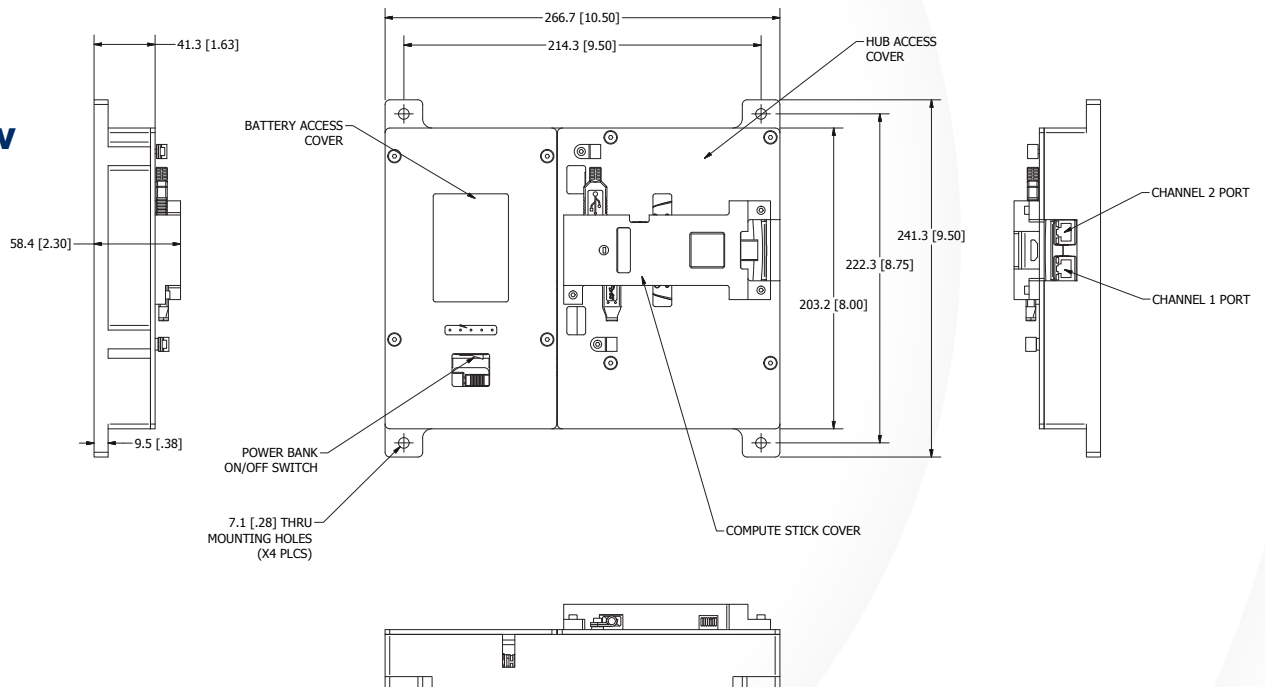 266.7 [10.50]
41.3 [1.63]
214.3 [9.50]
HUB ACCESS
COVER
BATTERY ACCESS
COVER
CHANNEL 2 PORT
58.4 [2.30]
241.3 [9.50]
222.3 [8.75]
CHANNEL 1 PORT
203.2 [8.00]
9.5 [.38]
POWER BANK
ON/OFF SWITCH
7.1 [.28] THRU
MOUNTING HOLES
(X4 PLCS)
COMPUTE STICK COVER